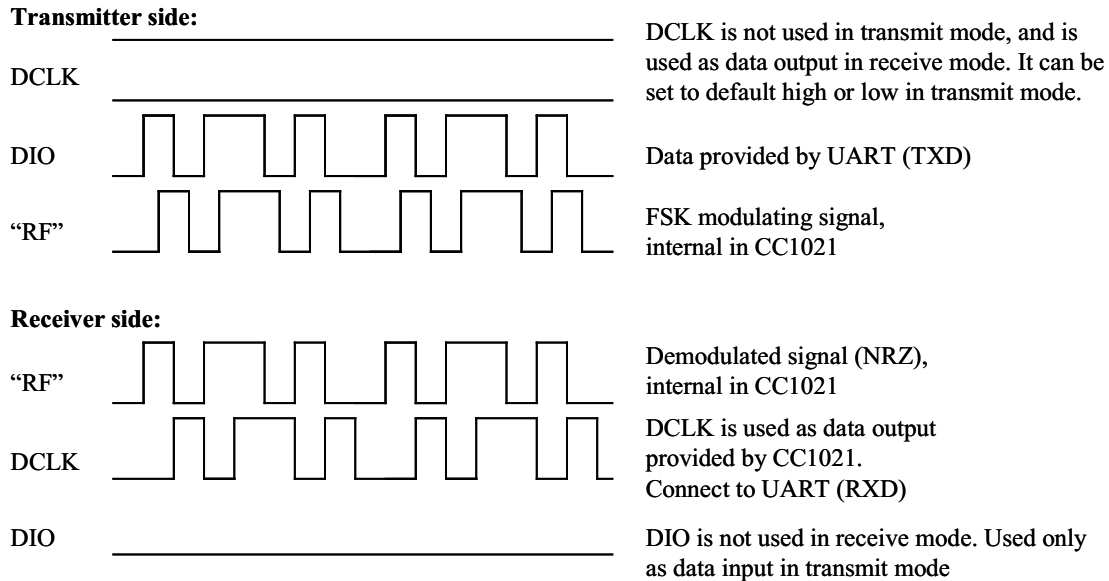 Transmitter side:
DCLK is not used in transmit mode, and is
used as data output in receive mode. It can be
set to default high or low in transmit mode.
DCLK
DIO
Data provided by UART (TXD)
“RF”
FSK modulating signal,
internal in CC1021
Receiver side:
“RF”
Demodulated signal (NRZ),
internal in CC1021
DCLK
DCLK is used as data output
provided by CC1021.
Connect to UART (RXD)
DIO
DIO is not used in receive mode. Used only
as data input in transmit mode